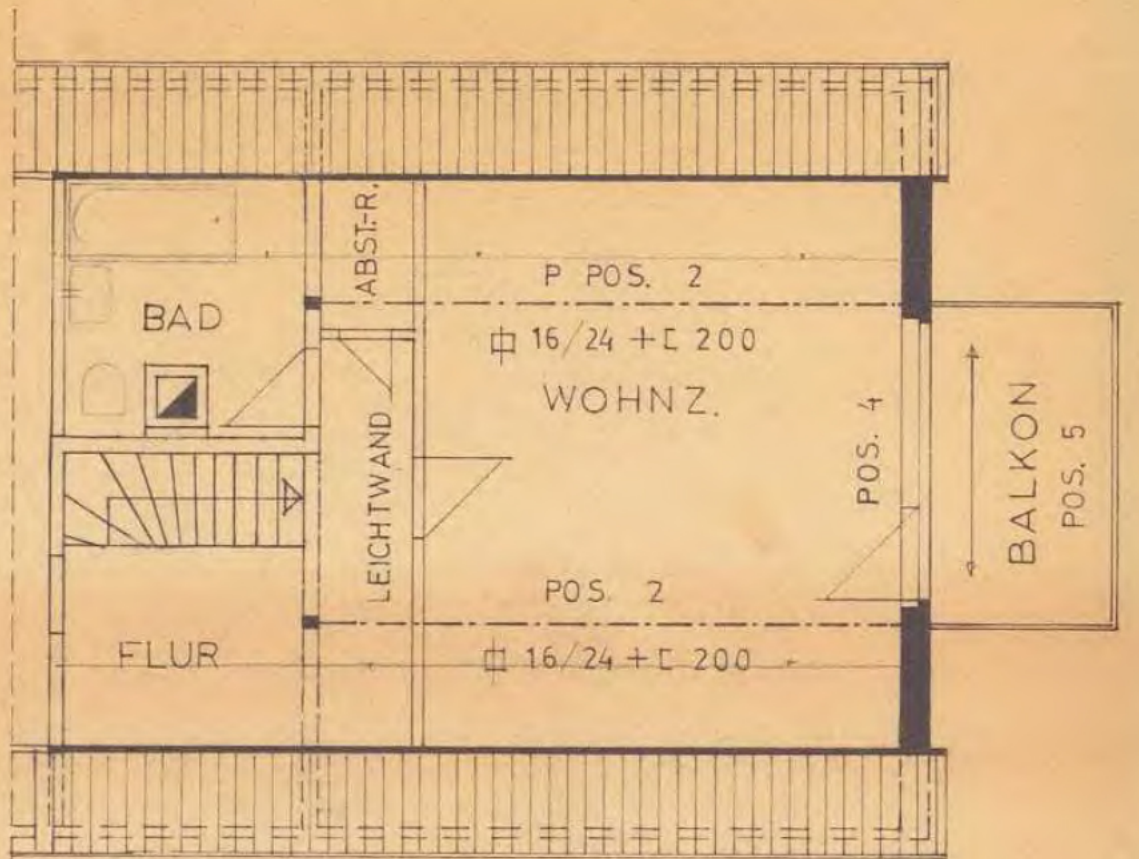 ABST.-R.
P POS. 2
BAD
16/24 + [ 200
WOHNZ.
POS. 4
BALKON
POS. 5
LEICHTWAND
POS. 2
FLUR
16/24 + [ 200